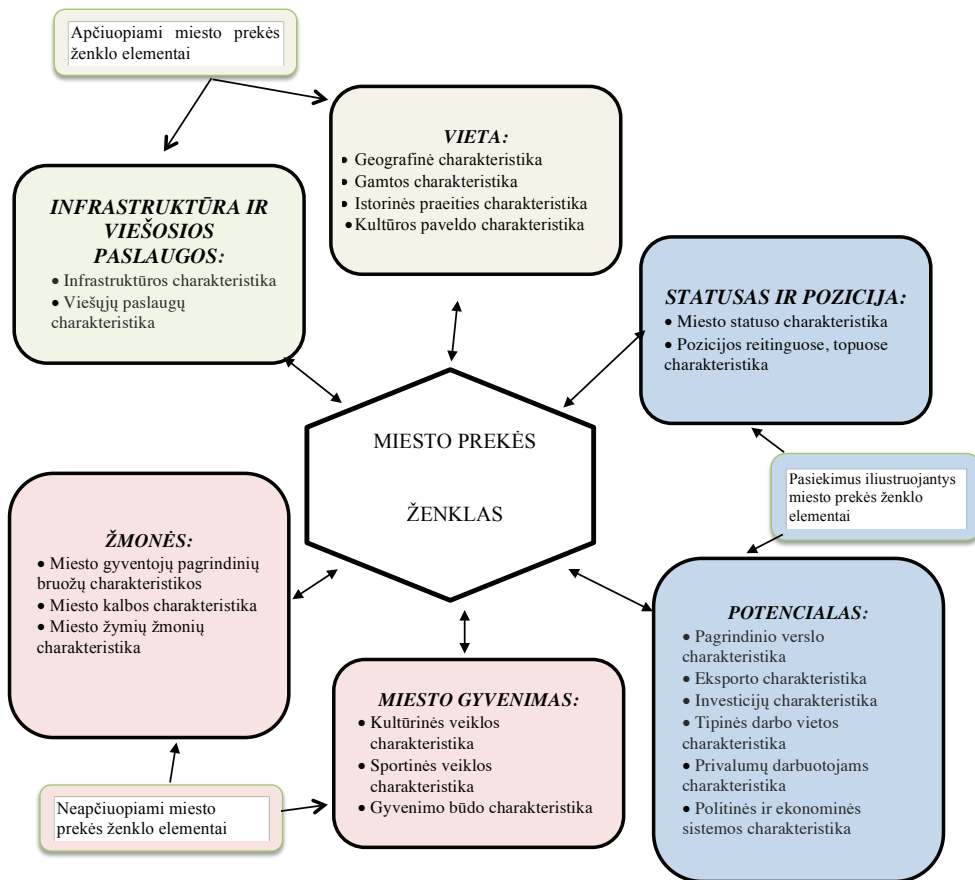 Apčiuopiami miesto prekės
ženklo elementai
VIETA:
• Geografinė charakteristika
• Gamtos charakteristika
• Istorinės praeities charakteristika
• Kultūros paveldo charakteristika
INFRASTRUKTŪRA IR
VIEŠOSIOS
PASLAUGOS:
• Infrastruktūros charakteristika
• Viešųjų paslaugų
charakteristika
STATUSAS IR POZICIJA:
• Miesto statuso charakteristika
• Pozicijos reitinguose, topuose
charakteristika
MIESTO PREKĖS
ŽENKLAS
Pasiekimus iliustruojantys
miesto prekės ženklo
elementai
ŽMONĖS:
• Miesto gyventojų pagrindinių
bruožų charakteristikos
• Miesto kalbos charakteristika
• Miesto žymių žmonių
charakteristika
POTENCIALAS:
• Pagrindinio verslo
charakteristika
• Eksporto charakteristika
• Investicijų charakteristika
• Tipinės darbo vietos
charakteristika
• Privalumų darbuotojams
charakteristika
• Politinės ir ekonominės
sistemos charakteristika
MIESTO GYVENIMAS:
• Kultūrinės veiklos
charakteristika
• Sportinės veiklos
charakteristika
• Gyvenimo būdo charakteristika
Neapčiuopiami miesto
prekės ženklo elementai